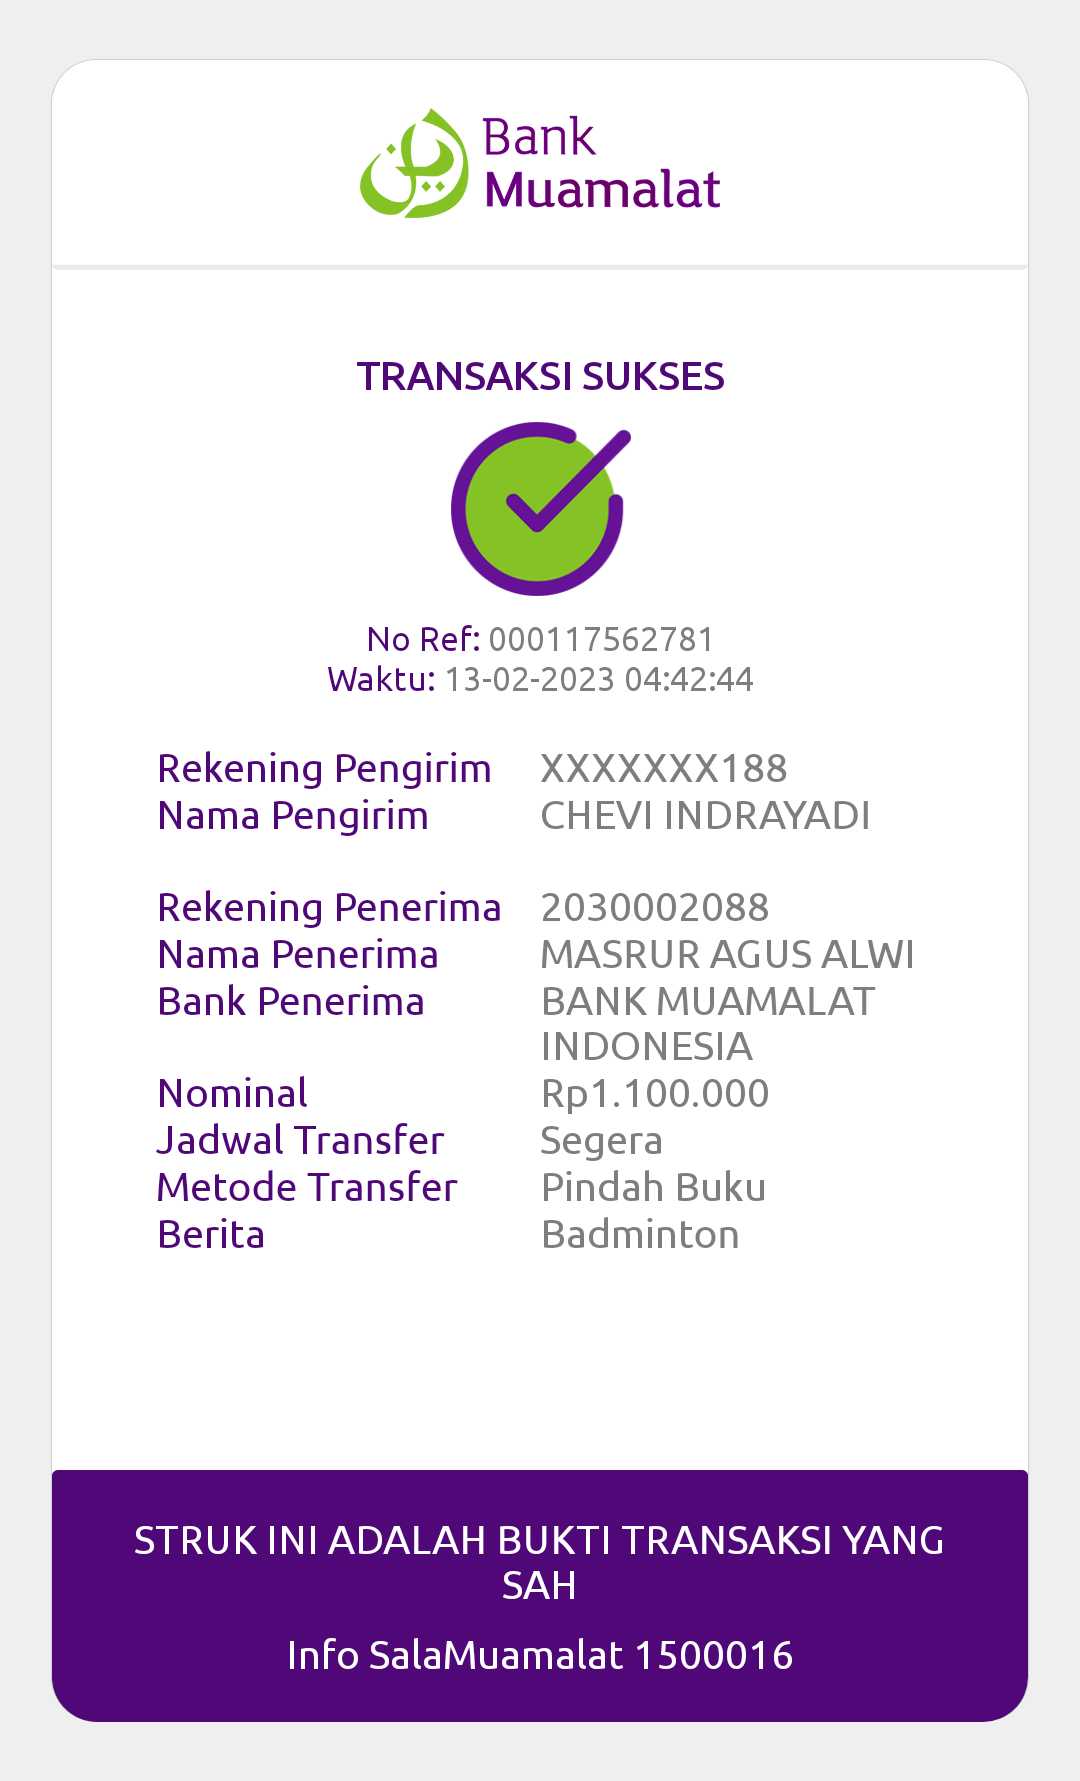 Bank
Muamalat
TRANSAKSI SUKSES
No Ref: 000117562781
Waktu: 13-02-2023 04:42:44
Rekening Pengirim XXXXXXX188
Nama Pengirim CHEVI INDRAYADI
Rekening Penerima 2030002088
Nama Penerima MASRUR AGUS ALWI
Bank Penerima BANK MUAMALAT
INDONESIA
Nominal Rp1.100.000
Jadwal Transfer Segera
Metode Transfer Pindah Buku
Berita Badminton
STRUK INI ADALAH BUKTI TRANSAKSI YANG
SAH
Info SalaMuamalat 1500016